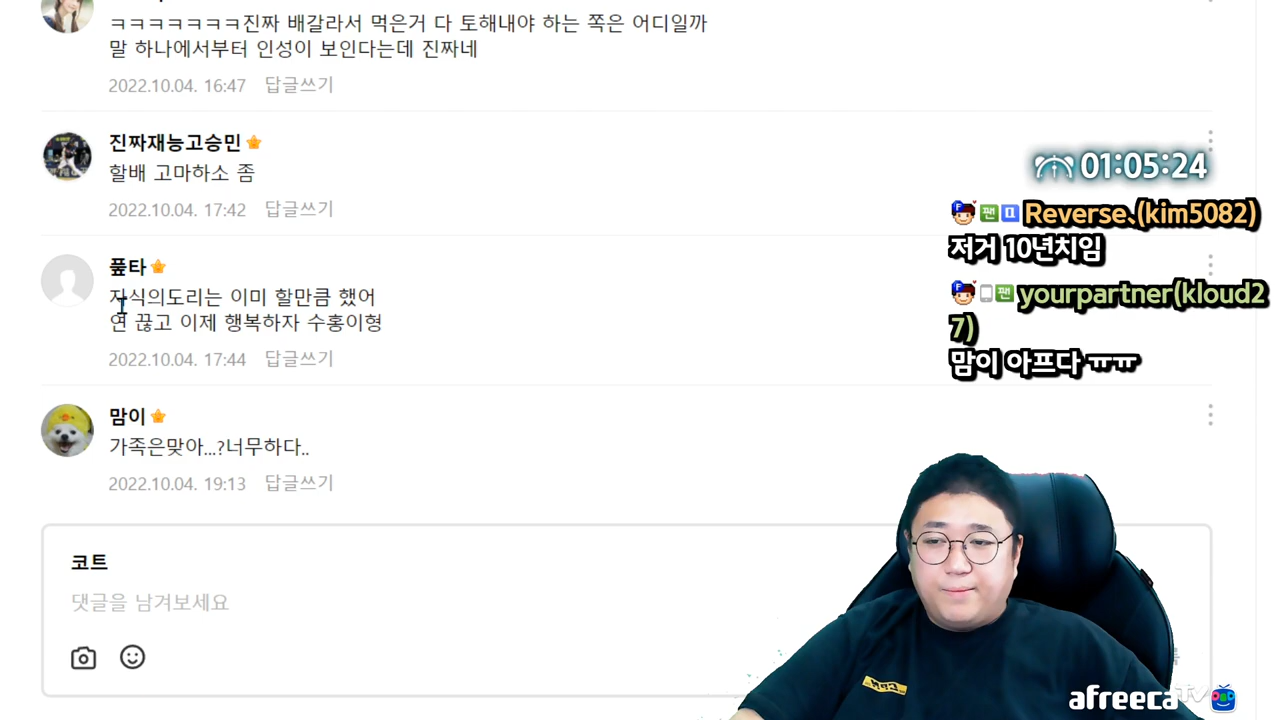 ㅋㅋㅋㅋㅋㅋㅋ진짜 배갈라서 먹은거 다 토해내야 하는 쪽은 어디일까
말 하나에서부터 인성이 보인다는데 진짜네
2022.10.04. 16:47 답글쓰기
진짜재능고승민
할배 고마하소 좀
2022.10.04. 17:42 답글쓰기
푶타
자식의도리는 이미 할만큼 했어
연 끊고 이제 행복하자 수홍이형
2022.10.04. 17:44 답글쓰기
맘이
가족은맞아...?너무하다..
2022.10.04. 19:13 답글쓰기
코트
댓글을 남겨보세요
01:05:24
F 팬 Reverse.(kim5082)
저거 10년치임
F 팬 yourpartner(kloud2
7)
맘이 아프다 ㅠㅠ
afreecaTV